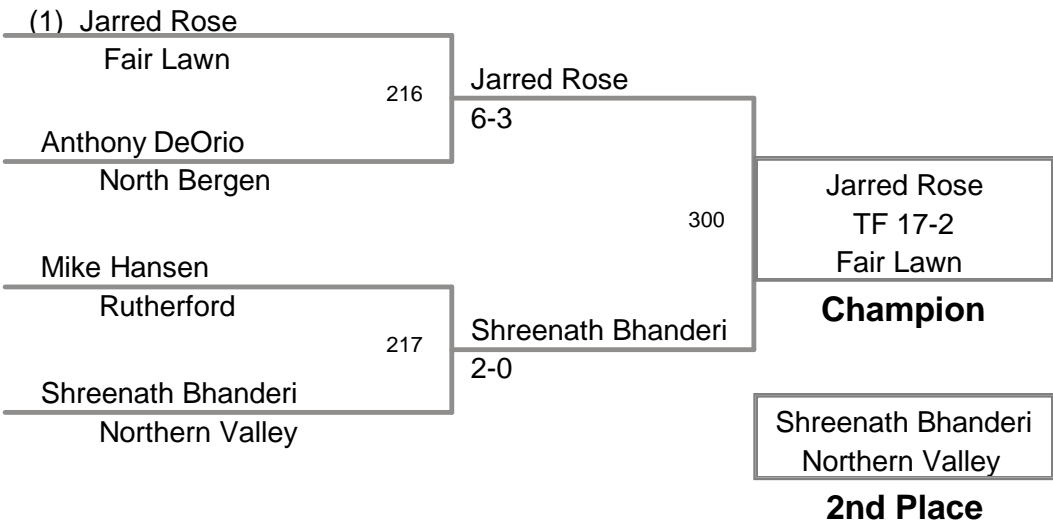 (1) Jarred Rose
Fair Lawn
216
Anthony DeOrio
North Bergen
Mike Hansen
Rutherford
217
Shreenath Bhanderi
Northern Valley
Jarred Rose
6-3
300
Shreenath Bhanderi
2-0
Jarred Rose
TF 17-2
Fair Lawn
Champion
Shreenath Bhanderi
Northern Valley
2nd Place